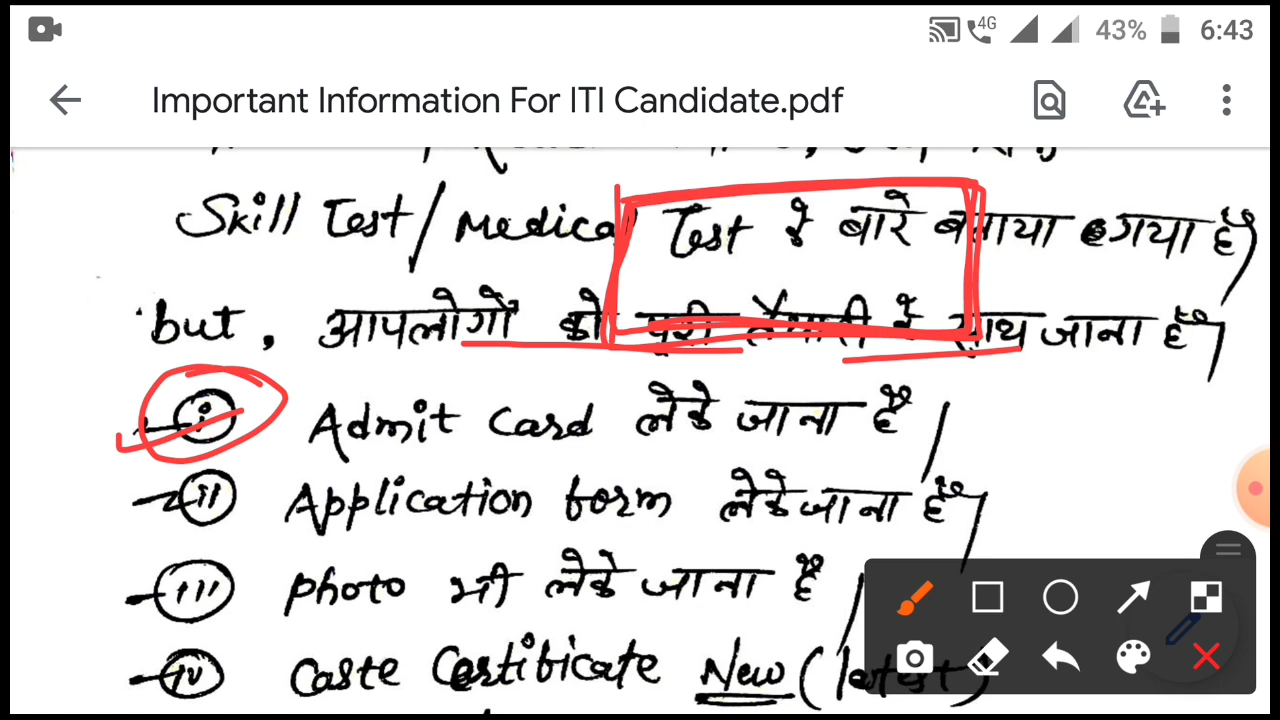 4G 43% 6:43
Important Information For ITI Candidate.pdf
Skill Test/Medical Test के बारे बताया गया है।
but, आपलोगों को पूरी तैयारी के साथ जाना है।
(i) Admit Card लेके जाना है।
(ii) Application form लेके जाना है।
(iii) Photo भी लेके जाना है।
(iv) Caste Certificate New (latest)